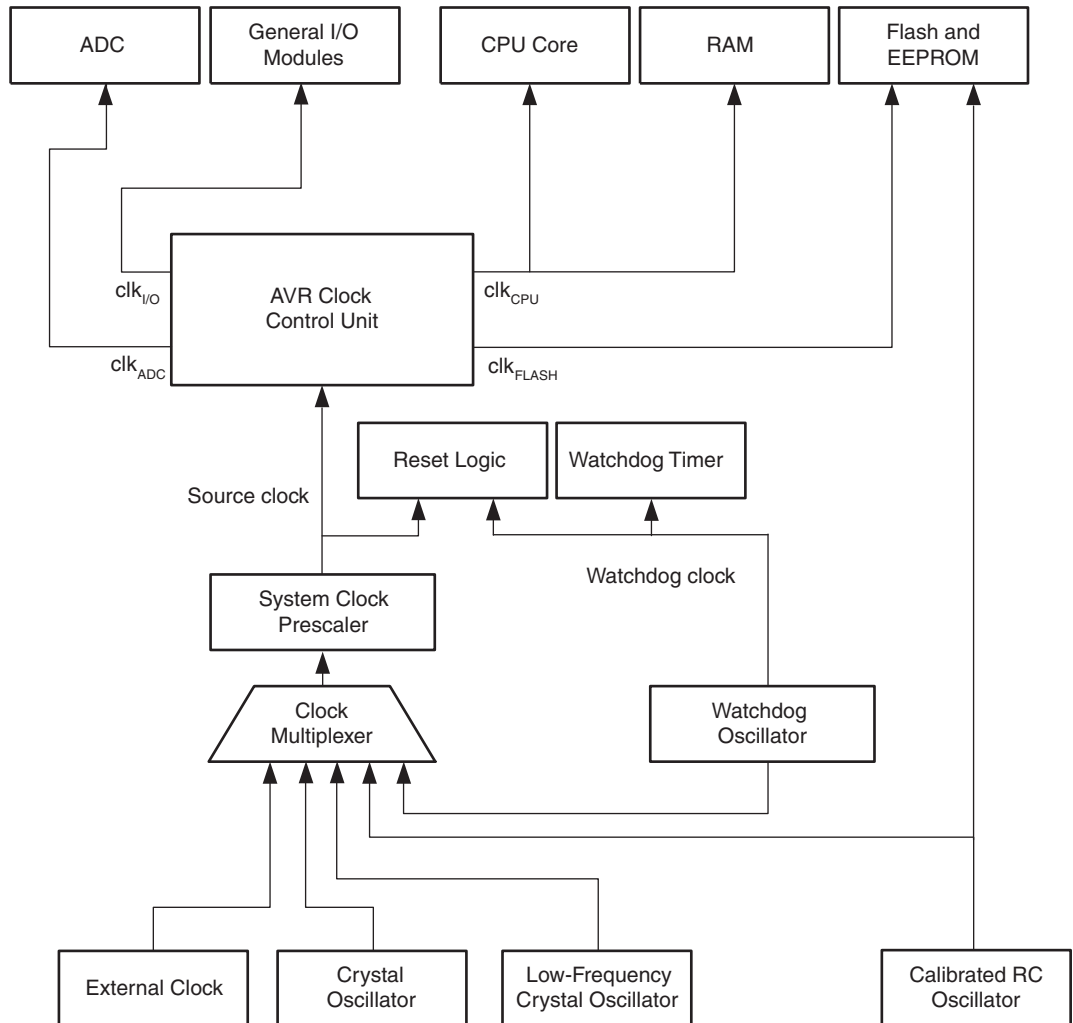 ADC
General I/O
Modules
CPU Core
RAM
Flash and
EEPROM
clkI/O
AVR Clock
Control Unit
clkCPU
clkADC
clkFLASH
Reset Logic
Watchdog Timer
Source clock
Watchdog clock
System Clock
Prescaler
Clock
Multiplexer
Watchdog
Oscillator
External Clock
Crystal
Oscillator
Low-Frequency
Crystal Oscillator
Calibrated RC
Oscillator